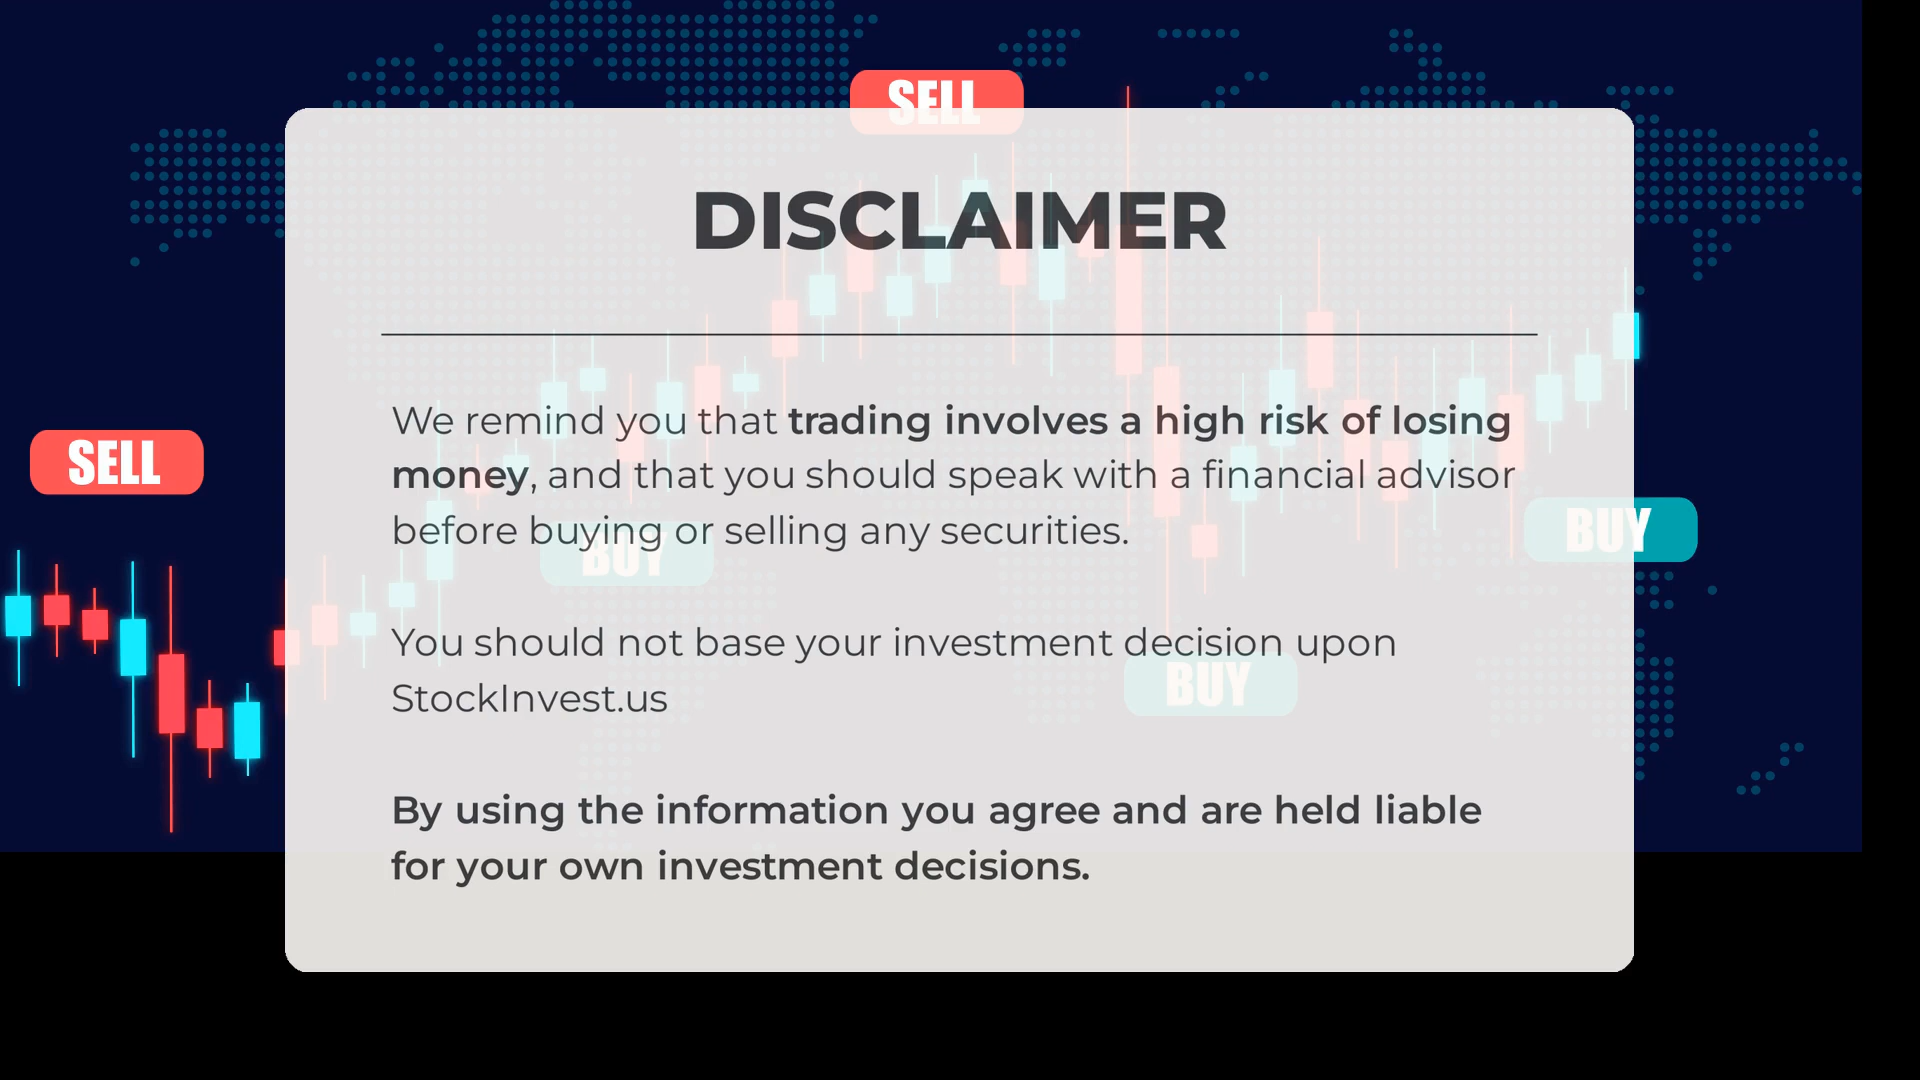 SELL
DISCLAIMER
We remind you that trading involves a high risk of losing
money, and that you should speak with a financial advisor
before buying or selling any securities.
SELL
BUY
BUY
You should not base your investment decision upon
StockInvest.us
BUY
By using the information you agree and are held liable
for your own investment decisions.